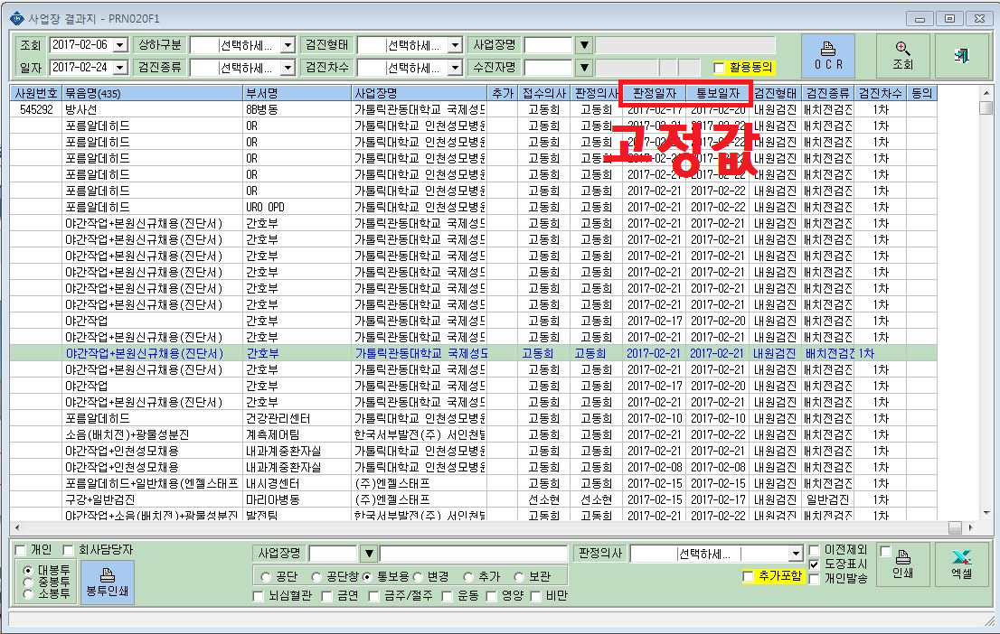 사업장 결과지 - PRN020F1
조회 2017-02-06 상하구분 |선택하세... 검진형태 |선택하세... 사업장명 ▼
일자 2017-02-24 검진종류 |선택하세... 검진차수 |선택하세... 수진자명 ▼ 활용동의
O C R 조회
사원번호 묶음명(435) 부서명 사업장명 추가 접수의사 판정의사 판정일자 통보일자 검진형태 검진종류 검진차수 동의
545292 방사선 8B병동 가톨릭관동대학교 국제성모 고동희 고동희 2017-02-17 2017-02-20 내원검진 배치전검진 1차
포름알데히드 OR 가톨릭대학교 인천성모병원 고동희 고동희 2017-02-21 2017-02-22 내원검진 배치전검진 1차
포름알데히드 OR 가톨릭대학교 인천성모병원 고동희 고동희 내원검진 배치전검진 1차
포름알데히드 OR 가톨릭대학교 인천성모병원 고동희 고동희 내원검진 배치전검진 1차
포름알데히드 OR 가톨릭대학교 인천성모병원 고동희 고동희 내원검진 배치전검진 1차
고정값
포름알데히드 OR 가톨릭대학교 인천성모병원 고동희 고동희 2017-02-21 2017-02-22 내원검진 배치전검진 1차
포름알데히드 URO OPD 가톨릭대학교 인천성모병원 고동희 고동희 2017-02-21 2017-02-22 내원검진 배치전검진 1차
야간작업+본원신규채용(진단서) 간호부 가톨릭관동대학교 국제성모 고동희 고동희 2017-02-21 2017-02-21 내원검진 배치전검진 1차
야간작업+본원신규채용(진단서) 간호부 가톨릭관동대학교 국제성모 고동희 고동희 2017-02-21 2017-02-21 내원검진 배치전검진 1차
야간작업+본원신규채용(진단서) 간호부 가톨릭관동대학교 국제성모 고동희 고동희 2017-02-21 2017-02-21 내원검진 배치전검진 1차
야간작업+본원신규채용(진단서) 간호부 가톨릭관동대학교 국제성모 고동희 고동희 2017-02-21 2017-02-21 내원검진 배치전검진 1차
야간작업+본원신규채용(진단서) 간호부 가톨릭관동대학교 국제성모 고동희 고동희 2017-02-21 2017-02-21 내원검진 배치전검진 1차
야간작업+본원신규채용(진단서) 간호부 가톨릭관동대학교 국제성모 고동희 고동희 2017-02-21 2017-02-21 내원검진 배치전검진 1차
야간작업 간호부 가톨릭관동대학교 국제성모 고동희 고동희 2017-02-17 2017-02-20 내원검진 배치전검진 1차
야간작업+본원신규채용(진단서) 간호부 가톨릭관동대학교 국제성모 고동희 고동희 2017-02-21 2017-02-21 내원검진 배치전검진 1차
야간작업+본원신규채용(진단서) 간호부 가톨릭관동대학교 국제성모 고동희 고동희 2017-02-21 2017-02-21 내원검진 배치전검진 1차
야간작업+본원신규채용(진단서) 간호부 가톨릭관동대학교 국제성모 고동희 고동희 2017-02-21 2017-02-21 내원검진 배치전검진 1차
야간작업 간호부 가톨릭관동대학교 국제성모 고동희 고동희 2017-02-17 2017-02-20 내원검진 배치전검진 1차
야간작업+본원신규채용(진단서) 간호부 가톨릭관동대학교 국제성모 고동희 고동희 2017-02-21 2017-02-21 내원검진 배치전검진 1차
포름알데히드 건강관리센터 가톨릭대학교 인천성모병원 고동희 고동희 2017-02-10 2017-02-10 내원검진 배치전검진 1차
소음(배치전)+광물성분진 계측제어팀 한국서부발전(주) 서인천발 고동희 고동희 2017-02-21 2017-02-22 내원검진 배치전검진 1차
야간작업+인천성모채용 내과계중환자실 가톨릭대학교 인천성모병원 고동희 고동희 2017-02-21 2017-02-21 내원검진 배치전검진 1차
야간작업+인천성모채용 내과계중환자실 가톨릭대학교 인천성모병원 고동희 고동희 2017-02-08 2017-02-08 내원검진 배치전검진 1차
포름알데히드+일반채용(엔젤스태프 내시경센터 (주)엔젤스태프 고동희 고동희 2017-02-15 2017-02-15 내원검진 배치전검진 1차
구강+일반검진 마리아병동 (주)엔젤스태프 선소현 선소현 2017-02-15 2017-02-17 내원검진 일반검진 1차
야간작업+소음(배치전)+광물성분진 발전팀 한국서부발전(주) 서인천발 고동희 고동희 2017-02-21 2017-02-22 내원검진 배치전검진 1차
개인 회사담당자 사업장명 ▼ 판정의사 |선택하세... 이전제외
대봉투 중봉투 소봉투 봉투인쇄
공단 공단창 통보용 변경 추가 보관 추가포함 도장표시 개인발송
뇌심혈관 금연 금주/절주 운동 영양 비만
인쇄 엑셀